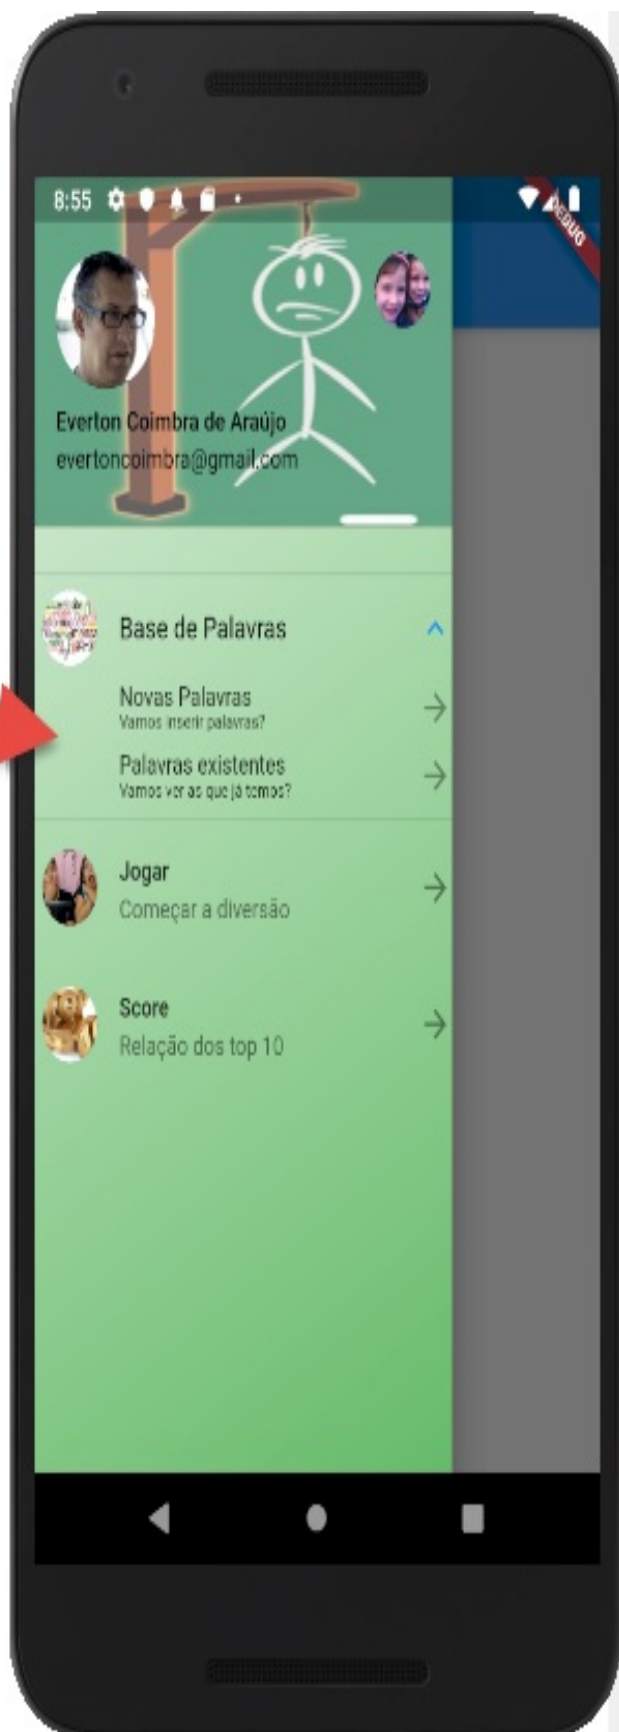 8:55
DEBUG
Everton Coimbra de Araújo
evertoncoimbra@gmail.com
Base de Palavras
Novas Palavras
Vamos inserir palavras?
Palavras existentes
Vamos ver as que já temos?
Jogar
Começar a diversão
Score
Relação dos top 10